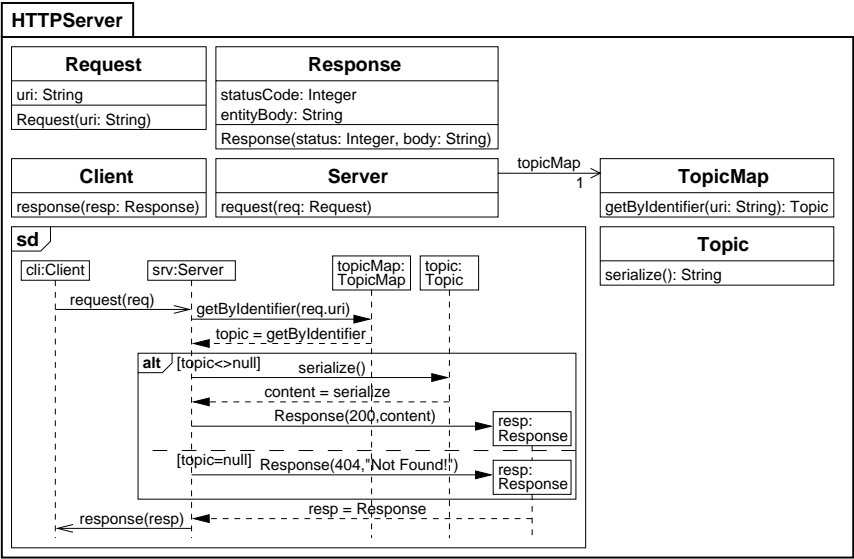 HTTPServer
Request
uri: String
Request(uri: String)
Response
statusCode: Integer
entityBody: String
Response(status: Integer, body: String)
Client
response(resp: Response)
Server
request(req: Request)
topicMap
1
TopicMap
getByIdentifier(uri: String): Topic
Topic
serialize(): String
sd
cli:Client
srv:Server
topicMap:
TopicMap
topic:
Topic
request(req)
getByIdentifier(req.uri)
topic = getByIdentifier
alt
[topic<>null]
serialize()
content = serialize
Response(200,content)
resp:
Response
[topic=null]
Response(404,"Not Found!")
resp:
Response
resp = Response
response(resp)